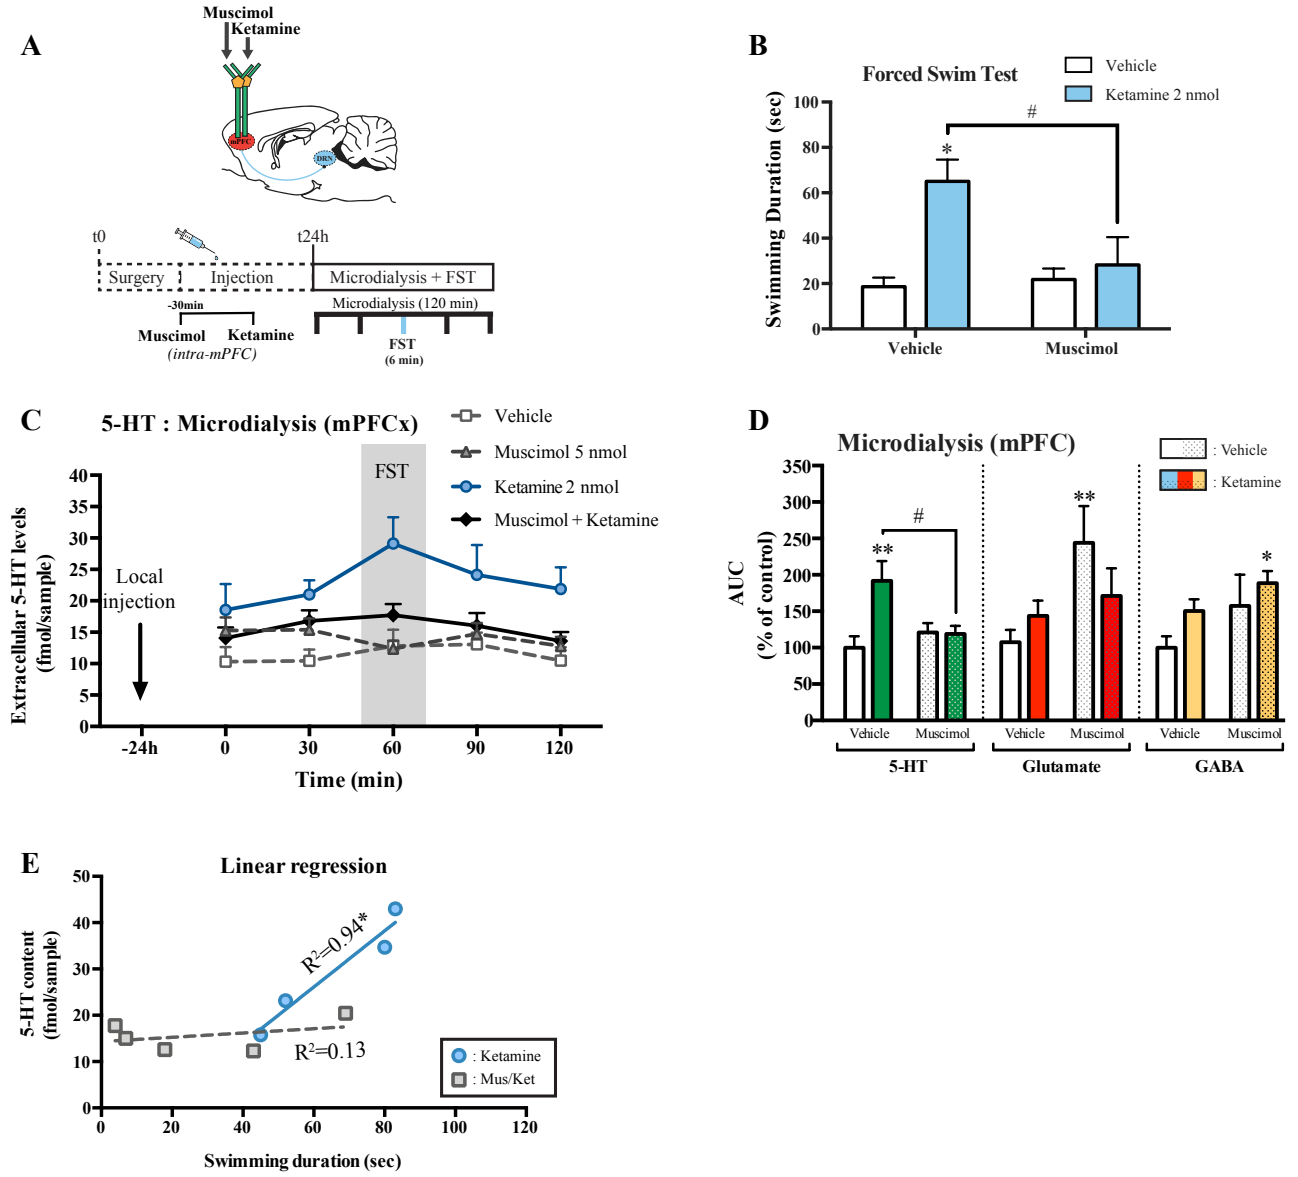 A
Muscimol
Ketamine
mPFC
DRN
t0
t24h
Surgery
Injection
Microdialysis + FST
-30min
Microdialysis (120 min)
Muscimol
Ketamine
(intra-mPFC)
FST
(6 min)
B
Forced Swim Test
Vehicle
Ketamine 2 nmol
Swimming Duration (sec)
100
80
60
40
20
0
*
#
Vehicle
Muscimol
C
5-HT : Microdialysis (mPFCx)
Vehicle
Muscimol 5 nmol
Ketamine 2 nmol
Muscimol + Ketamine
FST
Extracellular 5-HT levels
(fmol/sample)
40
35
30
25
20
15
10
5
0
Local
injection
-24h
0
30
60
90
120
Time (min)
D
Microdialysis (mPFC)
: Vehicle
: Ketamine
AUC
(% of control)
350
300
250
200
150
100
50
0
**
#
**
*
Vehicle
Muscimol
Vehicle
Muscimol
Vehicle
Muscimol
5-HT
Glutamate
GABA
E
Linear regression
5-HT content
(fmol/sample)
50
40
30
20
10
0
R²=0.94*
R²=0.13
: Ketamine
: Mus/Ket
0
20
40
60
80
100
120
Swimming duration (sec)